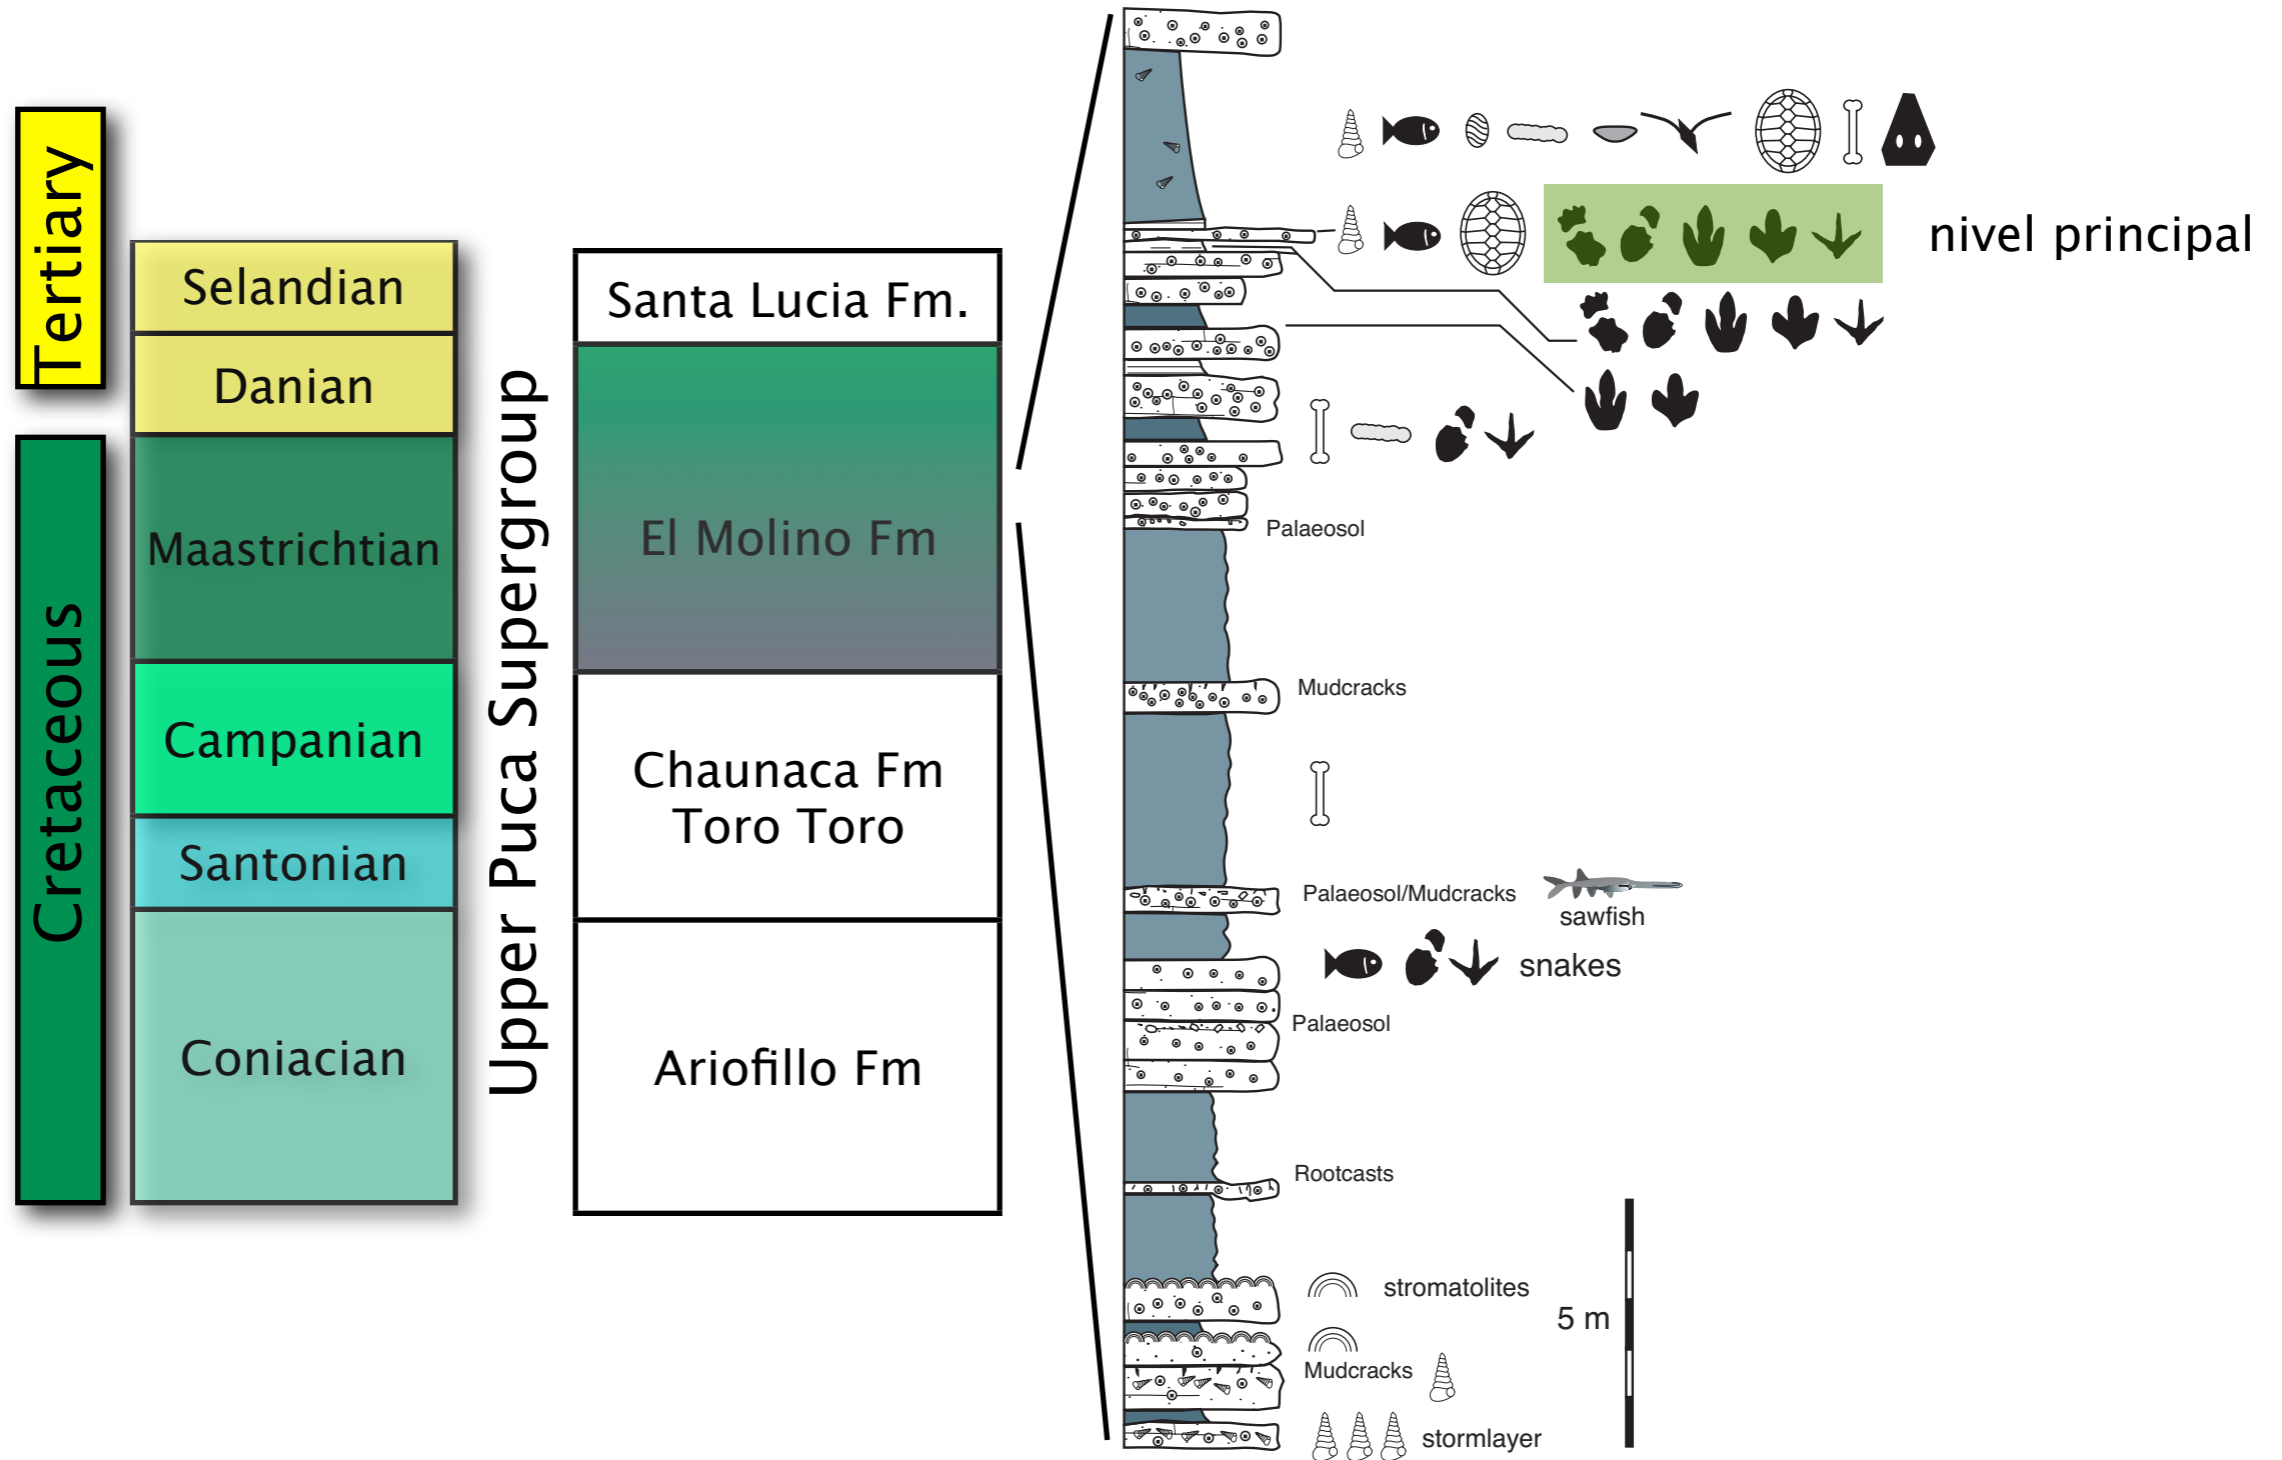 Tertiary
Cretaceous
Selandian
Danian
Maastrichtian
Campanian
Santonian
Coniacian
Upper Puca Supergroup
Santa Lucia Fm.
El Molino Fm
Chaunaca Fm
Toro Toro
Ariofillo Fm
nivel principal
Palaeosol
Mudcracks
Palaeosol/Mudcracks
sawfish
snakes
Palaeosol
Rootcasts
stromatolites
5 m
Mudcracks
stormlayer